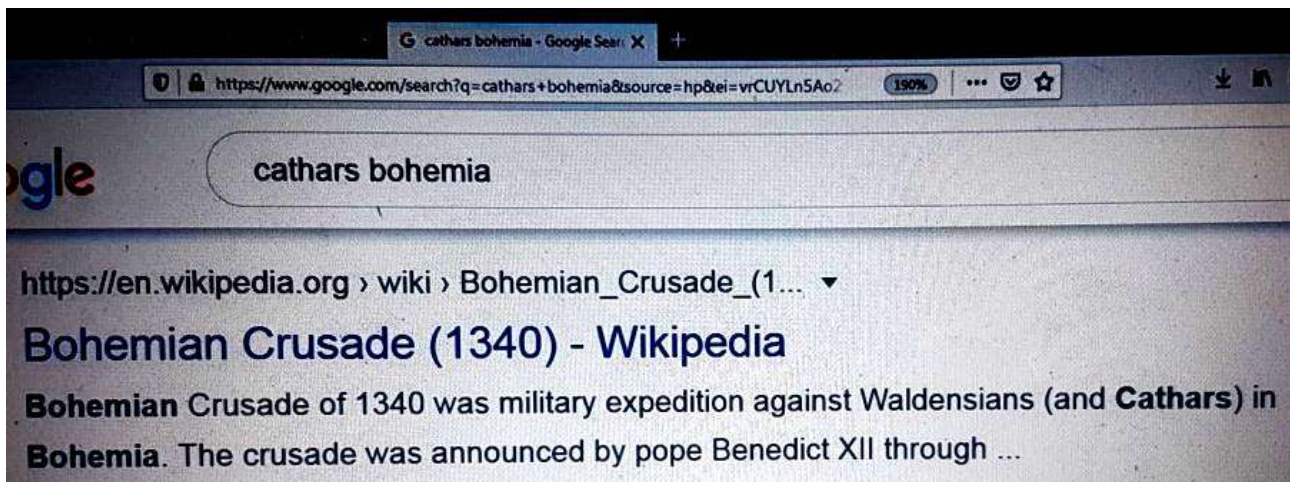 G cathars bohemia - Google Sear
https://www.google.com/search?q=cathars+bohemia&source=hp&ei=vrCUYLn5Ao2
190%
ogle
cathars bohemia
https://en.wikipedia.org › wiki › Bohemian_Crusade_(1...
Bohemian Crusade (1340) - Wikipedia
Bohemian Crusade of 1340 was military expedition against Waldensians (and Cathars) in
Bohemia. The crusade was announced by pope Benedict XII through ...